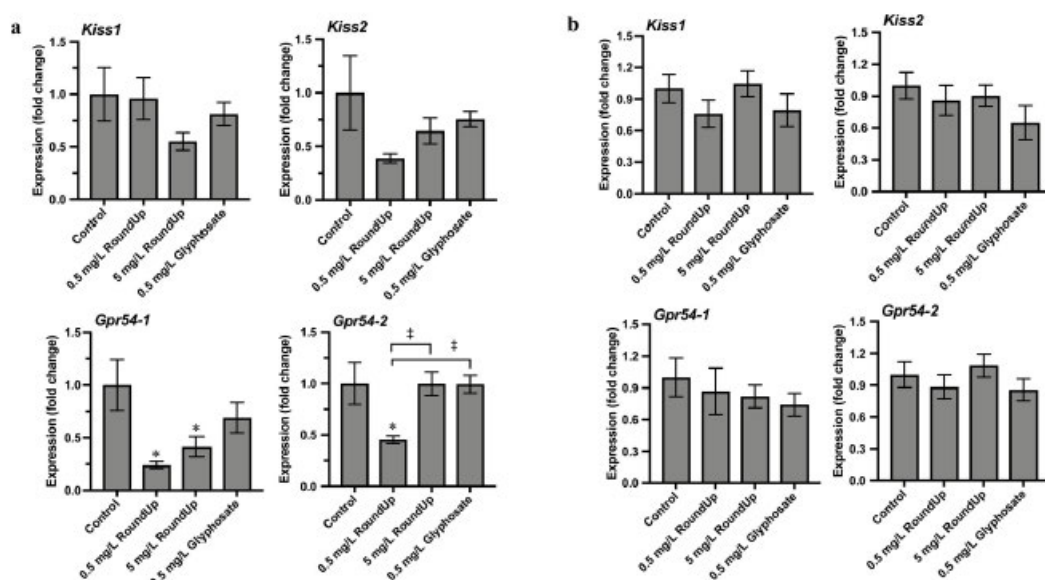 a
Kiss1
Expression (fold change)
1.5
1.0
0.5
0.0
Control
0.5 mg/L RoundUp
5 mg/L RoundUp
0.5 mg/L Glyphosate
Kiss2
Expression (fold change)
1.5
1.0
0.5
0.0
Control
0.5 mg/L RoundUp
5 mg/L RoundUp
0.5 mg/L Glyphosate
Gpr54-1
Expression (fold change)
1.5
1.0
0.5
0.0
* *
Control
0.5 mg/L RoundUp
5 mg/L RoundUp
0.5 mg/L Glyphosate
Gpr54-2
Expression (fold change)
1.5
1.0
0.5
0.0
‡
‡
*
Control
0.5 mg/L RoundUp
5 mg/L RoundUp
0.5 mg/L Glyphosate
b
Kiss1
Expression (fold change)
1.5
1.2
0.9
0.6
0.3
0.0
Control
0.5 mg/L RoundUp
5 mg/L RoundUp
0.5 mg/L Glyphosate
Kiss2
Expression (fold change)
1.5
1.2
0.9
0.6
0.3
0.0
Control
0.5 mg/L RoundUp
5 mg/L RoundUp
0.5 mg/L Glyphosate
Gpr54-1
Expression (fold change)
1.5
1.2
0.9
0.6
0.3
0.0
Control
0.5 mg/L RoundUp
5 mg/L RoundUp
0.5 mg/L Glyphosate
Gpr54-2
Expression (fold change)
1.5
1.2
0.9
0.6
0.3
0.0
Control
0.5 mg/L RoundUp
5 mg/L RoundUp
0.5 mg/L Glyphosate